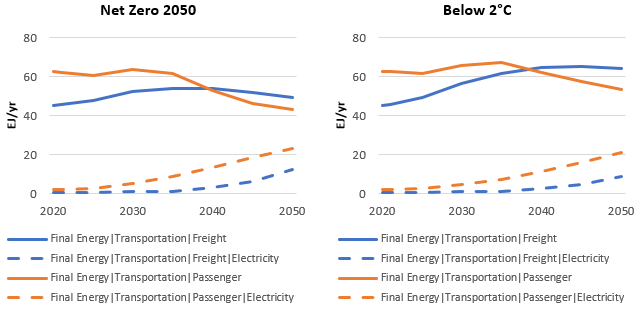 Net Zero 2050
EJ/yr
80
60
40
20
0
2020
2030
2040
2050
Final Energy|Transportation|Freight
Final Energy|Transportation|Freight|Electricity
Final Energy|Transportation|Passenger
Final Energy|Transportation|Passenger|Electricity
Below 2°C
EJ/yr
80
60
40
20
0
2020
2030
2040
2050
Final Energy|Transportation|Freight
Final Energy|Transportation|Freight|Electricity
Final Energy|Transportation|Passenger
Final Energy|Transportation|Passenger|Electricity